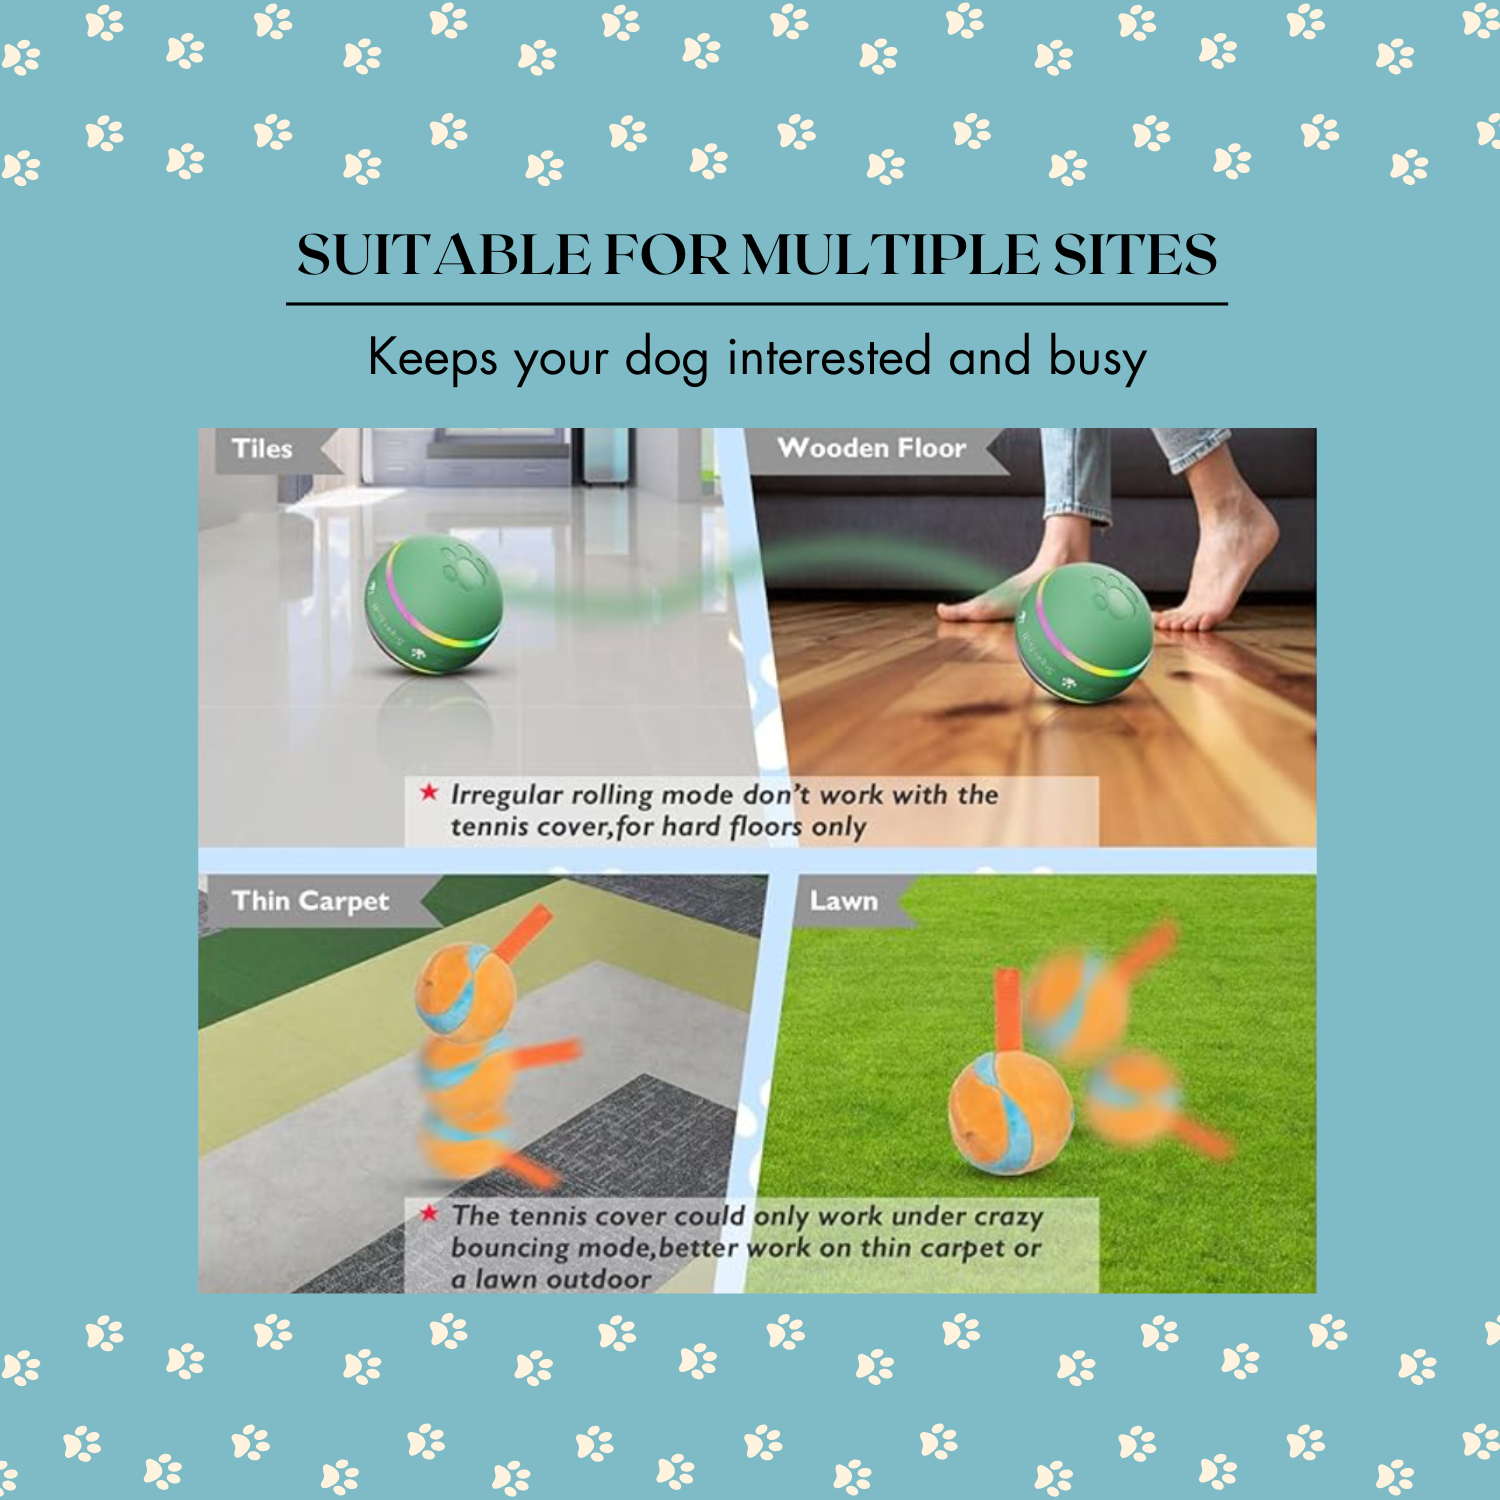 SUITABLE FOR MULTIPLE SITES
Keeps your dog interested and busy
Tiles
Wooden Floor
★ Irregular rolling mode don't work with the
tennis cover,for hard floors only
Thin Carpet
Lawn
★ The tennis cover could only work under crazy
bouncing mode,better work on thin carpet or
a lawn outdoor